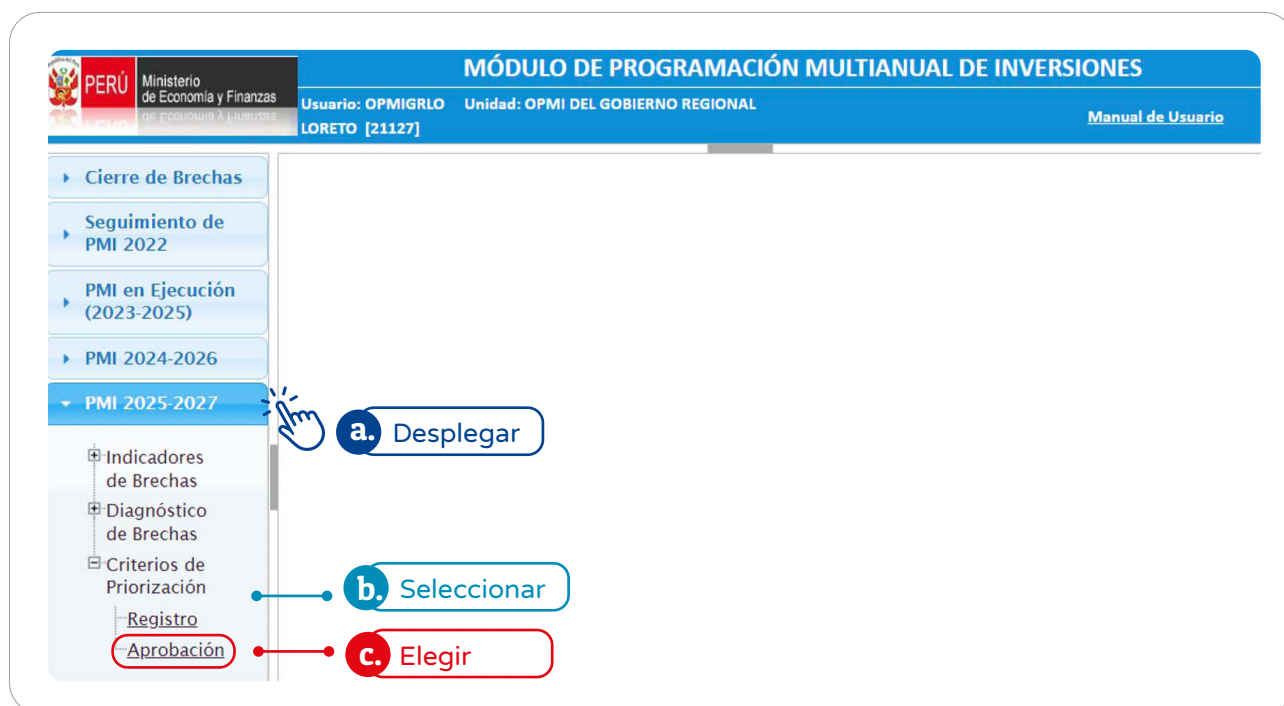 PERÚ
Ministerio
de Economía y Finanzas
MÓDULO DE PROGRAMACIÓN MULTIANUAL DE INVERSIONES
Usuario: OPMIGRLO Unidad: OPMI DEL GOBIERNO REGIONAL
LORETO [21127]
Manual de Usuario
Cierre de Brechas
Seguimiento de
PMI 2022
PMI en Ejecución
(2023-2025)
PMI 2024-2026
PMI 2025-2027
a. Desplegar
Indicadores
de Brechas
Diagnóstico
de Brechas
Criterios de
Priorización
b. Seleccionar
Registro
Aprobación
c. Elegir